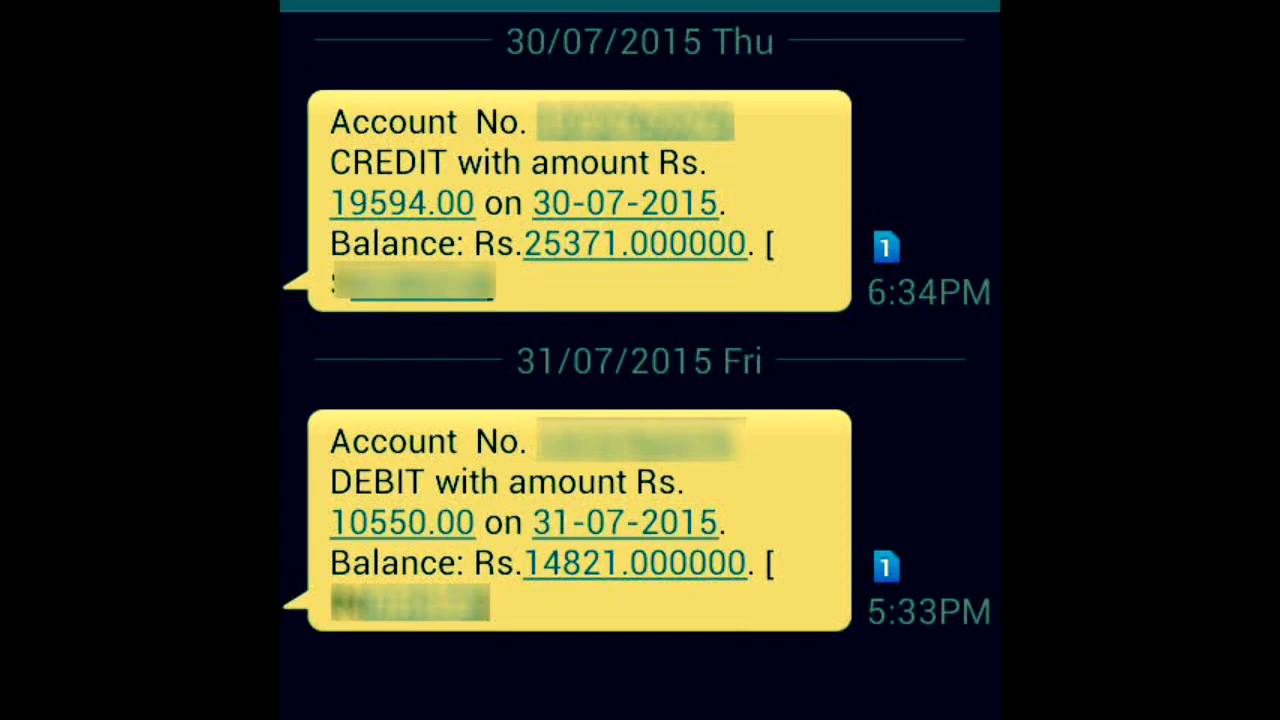 30/07/2015 Thu
Account No.
CREDIT with amount Rs.
19594.00 on 30-07-2015.
Balance: Rs.25371.000000. [
1
6:34PM
31/07/2015 Fri
Account No.
DEBIT with amount Rs.
10550.00 on 31-07-2015.
Balance: Rs.14821.000000. [
1
5:33PM